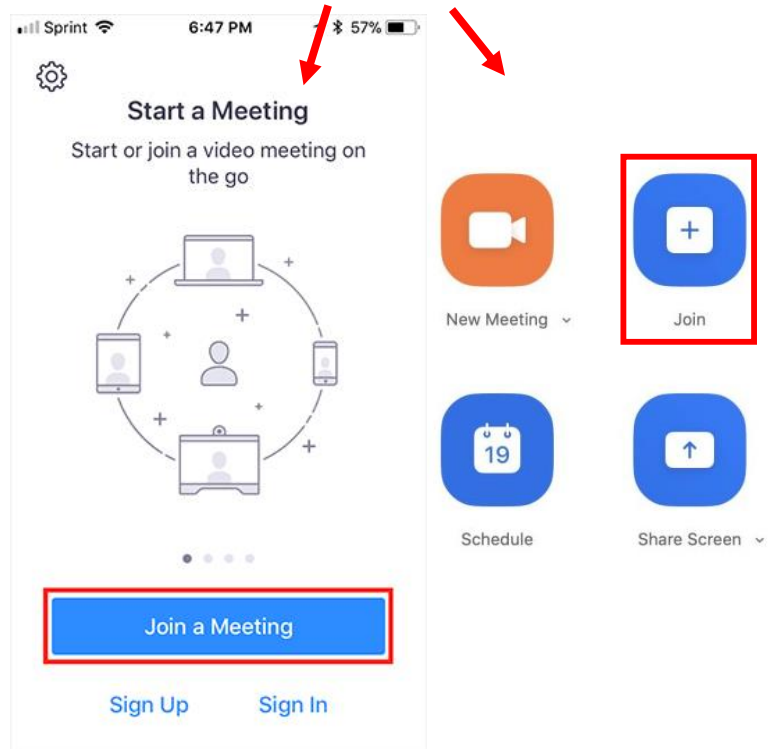 Sprint 6:47 PM 57%
Start a Meeting
Start or join a video meeting on
the go
Join a Meeting
Sign Up Sign In
New Meeting Join
19
Schedule Share Screen